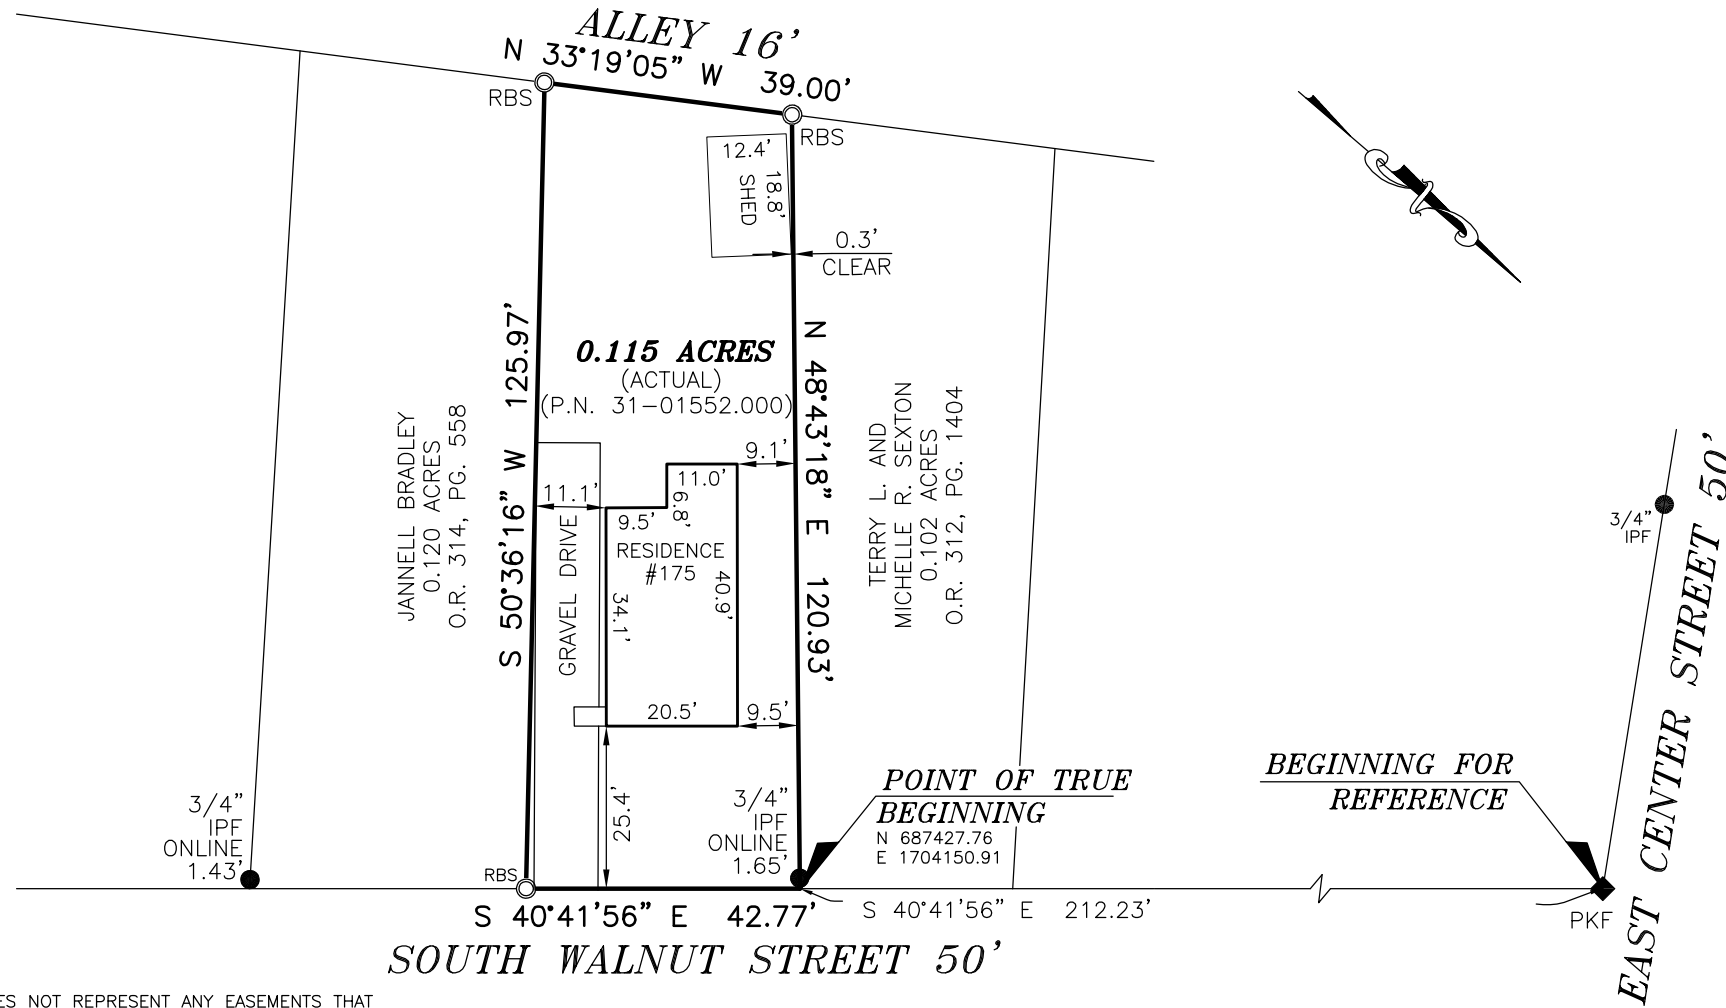 ALLEY 16'
N 33°19'05" W 39.00'
RBS
RBS
12.4'
18.8'
SHED
0.3'
CLEAR
S 50°36'16" W 125.97'
0.115 ACRES
(ACTUAL)
(P.N. 31-01552.000)
N 48°43'18" E 120.93'
JANNELL BRADLEY
0.120 ACRES
O.R. 314, PG. 558
TERRY L. AND
MICHELLE R. SEXTON
0.102 ACRES
O.R. 312, PG. 1404
9.1'
11.0'
11.1'
9.5'
6.8'
GRAVEL DRIVE
RESIDENCE
#175
40.9'
34.1'
20.5'
9.5'
25.4'
3/4"
IPF
EAST CENTER STREET 50'
3/4"
IPF
ONLINE
1.43'
3/4"
IPF
ONLINE
1.65'
POINT OF TRUE
BEGINNING
N 687427.76
E 1704150.91
BEGINNING FOR
REFERENCE
RBS
S 40°41'56" E 42.77'
S 40°41'56" E 212.23'
PKF
SOUTH WALNUT STREET 50'
NOT REPRESENT ANY EASEMENTS THAT